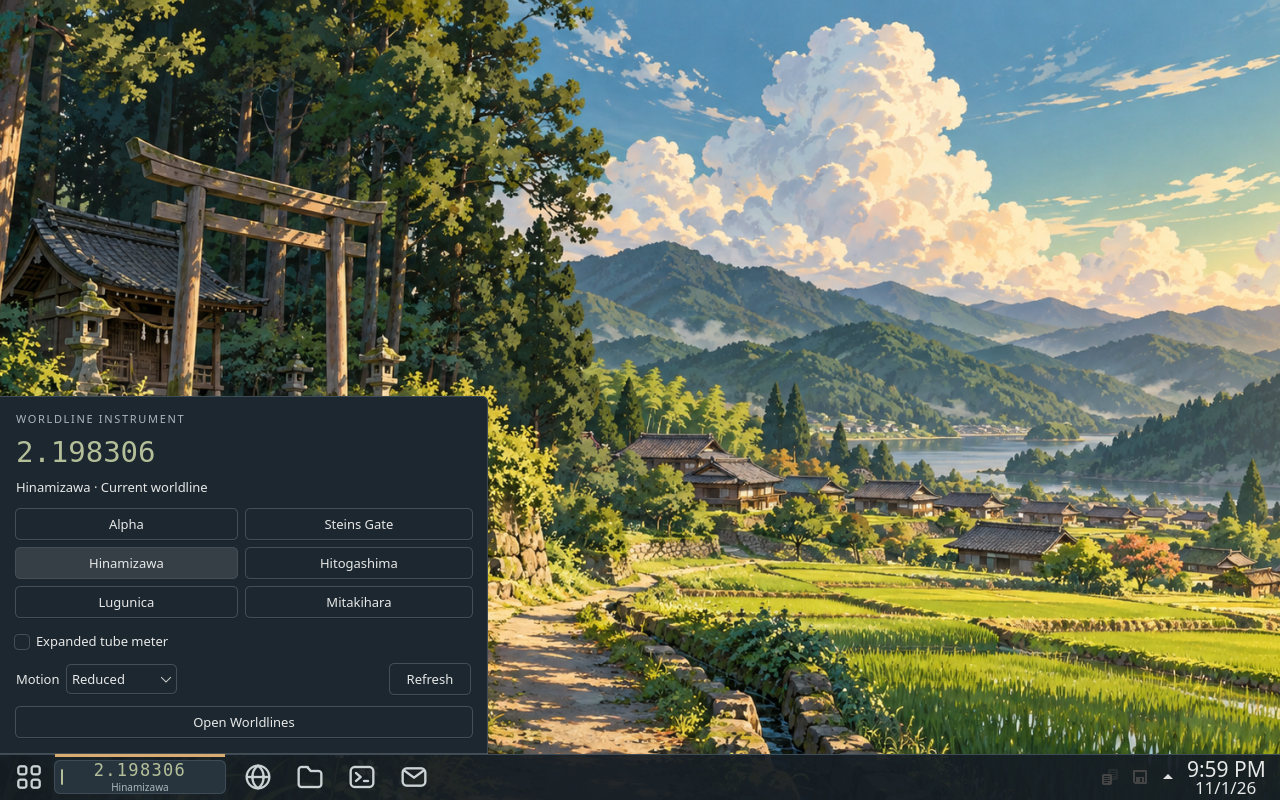 WORLDLINE INSTRUMENT
2.198306
Hinamizawa · Current worldline
Alpha
Steins Gate
Hinamizawa
Hitogashima
Lugunica
Mitakihara
Expanded tube meter
Motion
Reduced
Refresh
Open Worldlines
2.198306
Hinamizawa
9:59 PM
11/1/26